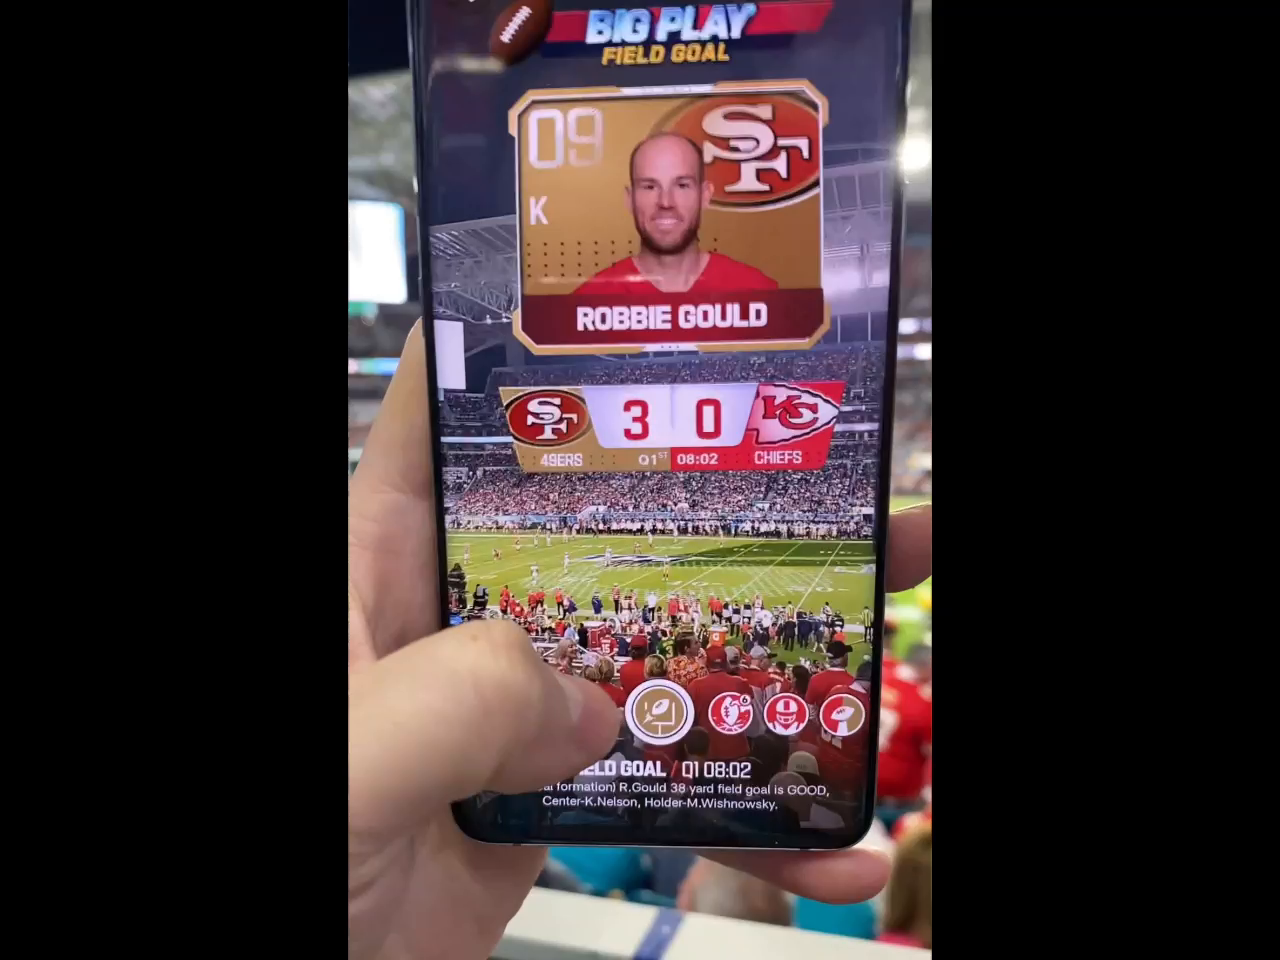 BIG PLAY
FIELD GOAL
09
SF
K
ROBBIE GOULD
SF
3
0
KC
49ERS
Q1ST
08:02
CHIEFS
6
GOAL / Q1 08:02
formation) R.Gould 38 yard field goal is GOOD,
Center-K.Nelson, Holder-M.Wishnowsky.